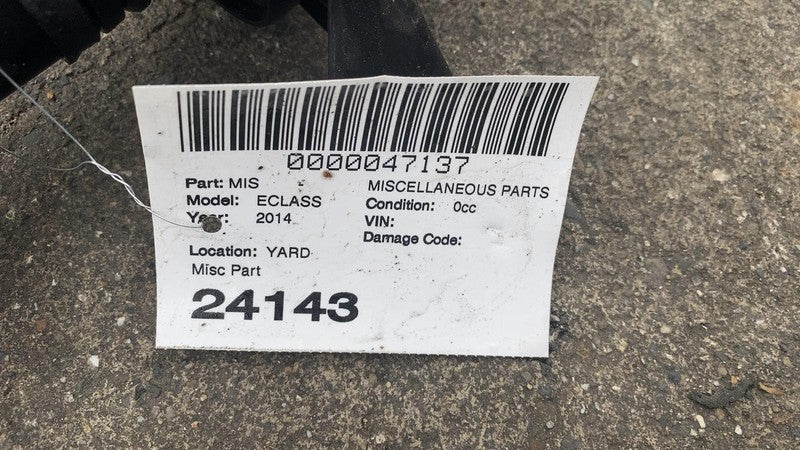 0000047137
Part: MIS MISCELLANEOUS PARTS
Model: ECLASS Condition: 0cc
Year: 2014 VIN:
Damage Code:
Location: YARD
Misc Part
24143